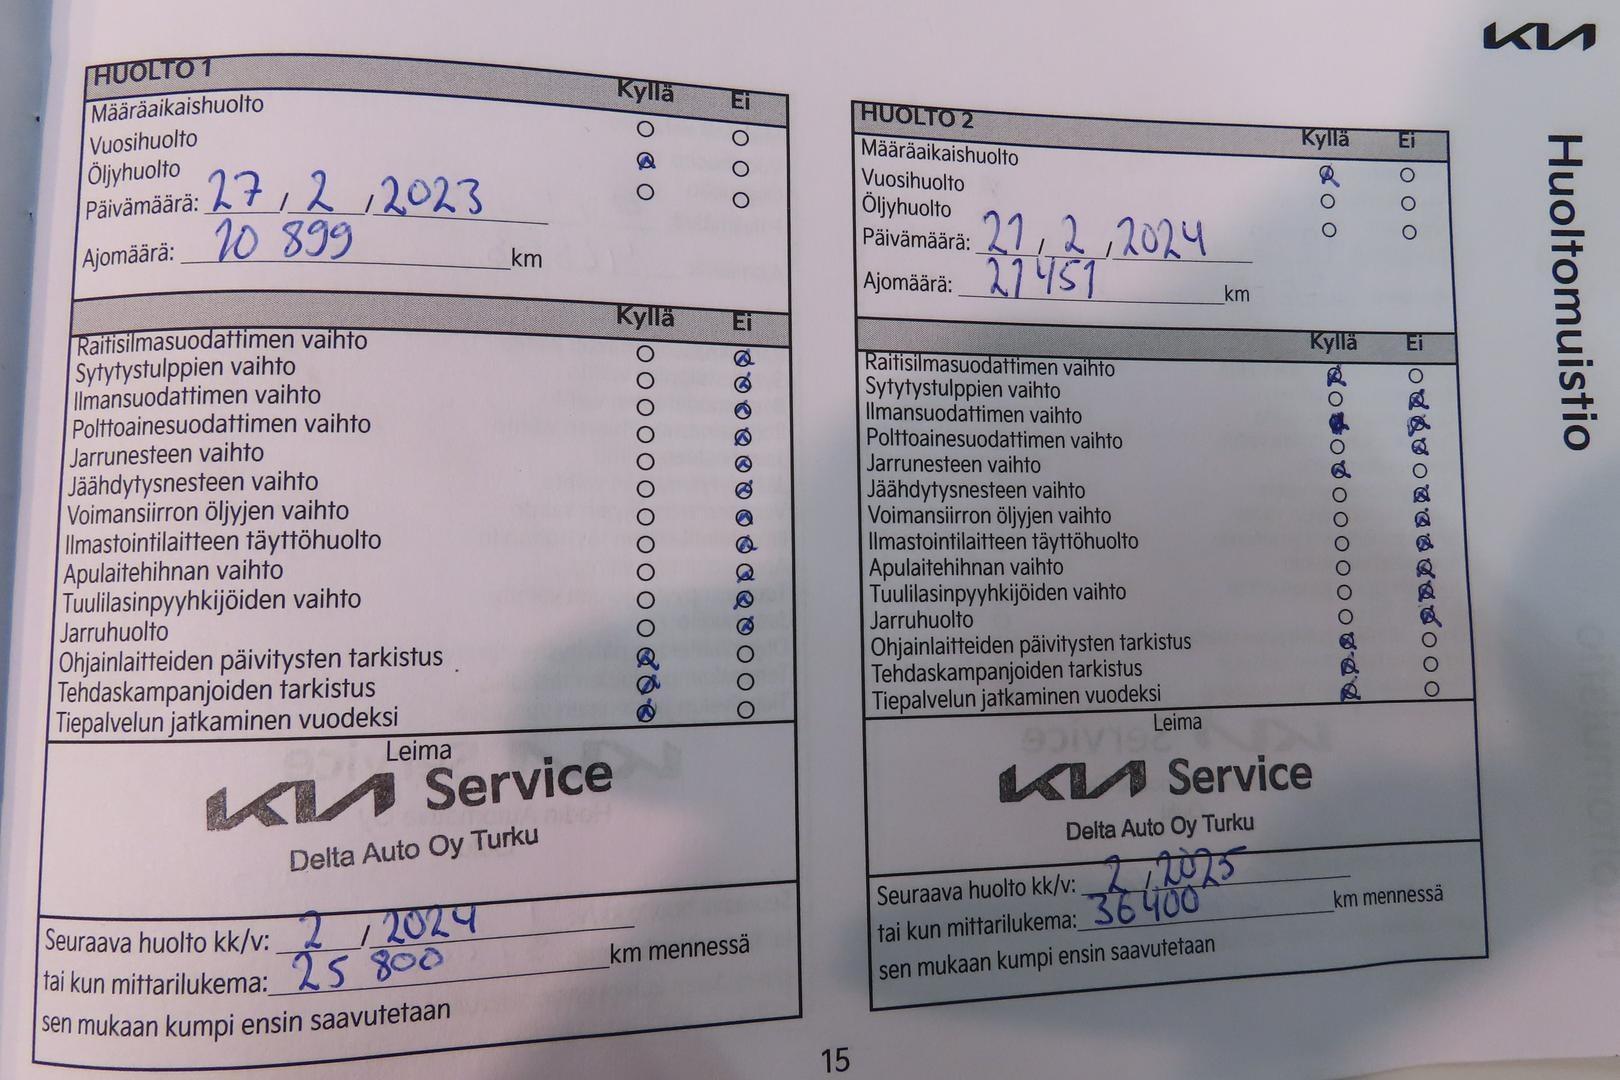 HUOLTO 1 Kyllä Ei
Määräaikaishuolto
Vuosihuolto
Öljyhuolto
Päivämäärä: 27 / 2 / 2023
Ajomäärä: 10 899 km
Kyllä Ei
Raitisilmasuodattimen vaihto
Sytytystulppien vaihto
Ilmansuodattimen vaihto
Polttoainesuodattimen vaihto
Jarrunesteen vaihto
Jäähdytysnesteen vaihto
Voimansiirron öljyjen vaihto
Ilmastointilaitteen täyttöhuolto
Apulaitehihnan vaihto
Tuulilasinpyyhkijöiden vaihto
Jarruhuolto
Ohjainlaitteiden päivitysten tarkistus
Tehdaskampanjoiden tarkistus
Tiepalvelun jatkaminen vuodeksi
Leima
KIA Service
Delta Auto Oy Turku
Seuraava huolto kk/v: 2 / 2024
tai kun mittarilukema: 25 800 km mennessä
sen mukaan kumpi ensin saavutetaan
HUOLTO 2 Kyllä Ei
Määräaikaishuolto
Vuosihuolto
Öljyhuolto
Päivämäärä: 21 / 2 / 2024
Ajomäärä: 21451 km
Kyllä Ei
Raitisilmasuodattimen vaihto
Sytytystulppien vaihto
Ilmansuodattimen vaihto
Polttoainesuodattimen vaihto
Jarrunesteen vaihto
Jäähdytysnesteen vaihto
Voimansiirron öljyjen vaihto
Ilmastointilaitteen täyttöhuolto
Apulaitehihnan vaihto
Tuulilasinpyyhkijöiden vaihto
Jarruhuolto
Ohjainlaitteiden päivitysten tarkistus
Tehdaskampanjoiden tarkistus
Tiepalvelun jatkaminen vuodeksi
Leima
KIA Service
Delta Auto Oy Turku
Seuraava huolto kk/v: 2 / 2025
tai kun mittarilukema: 36400 km mennessä
sen mukaan kumpi ensin saavutetaan
KIA
Huoltomuistio
15